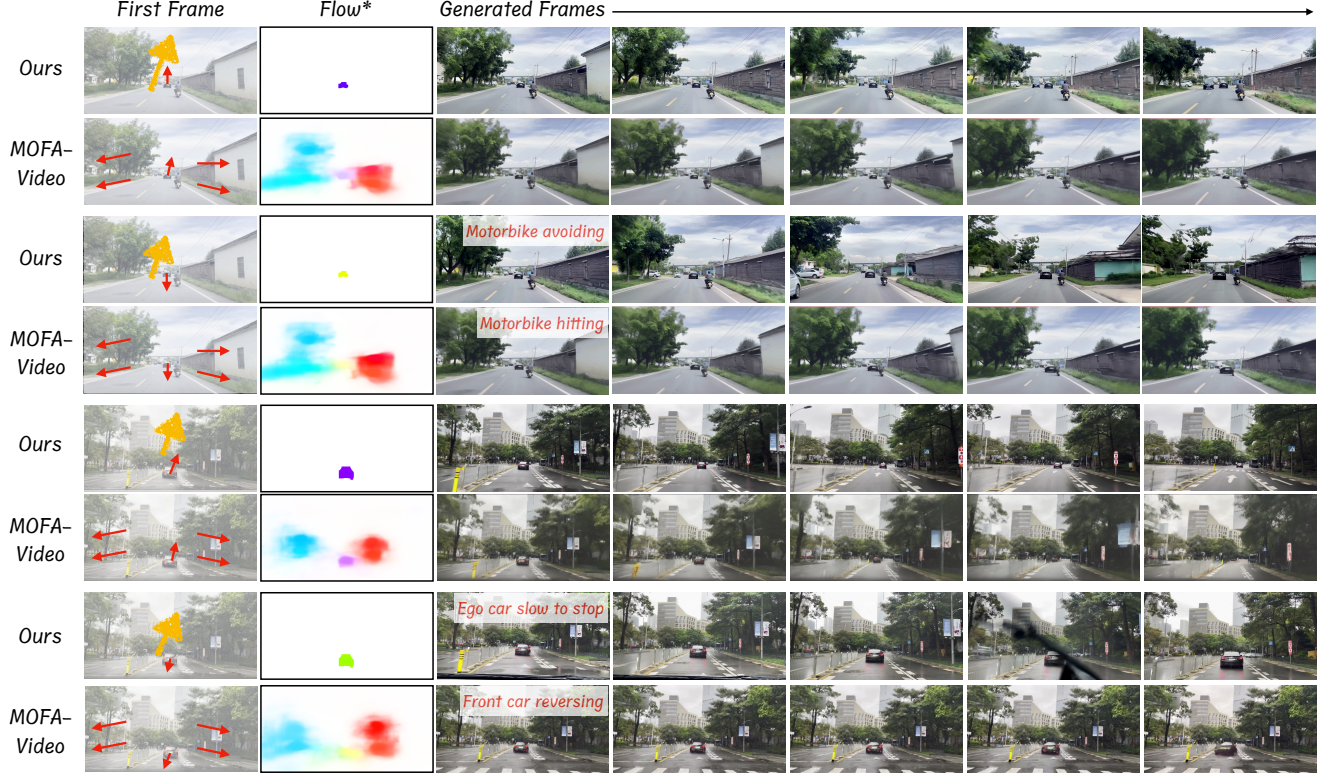 First Frame
Flow*
Generated Frames
Ours
MOFA–
Video
Ours
Motorbike avoiding
MOFA–
Video
Motorbike hitting
Ours
MOFA–
Video
Ours
Ego car slow to stop
MOFA–
Video
Front car reversing